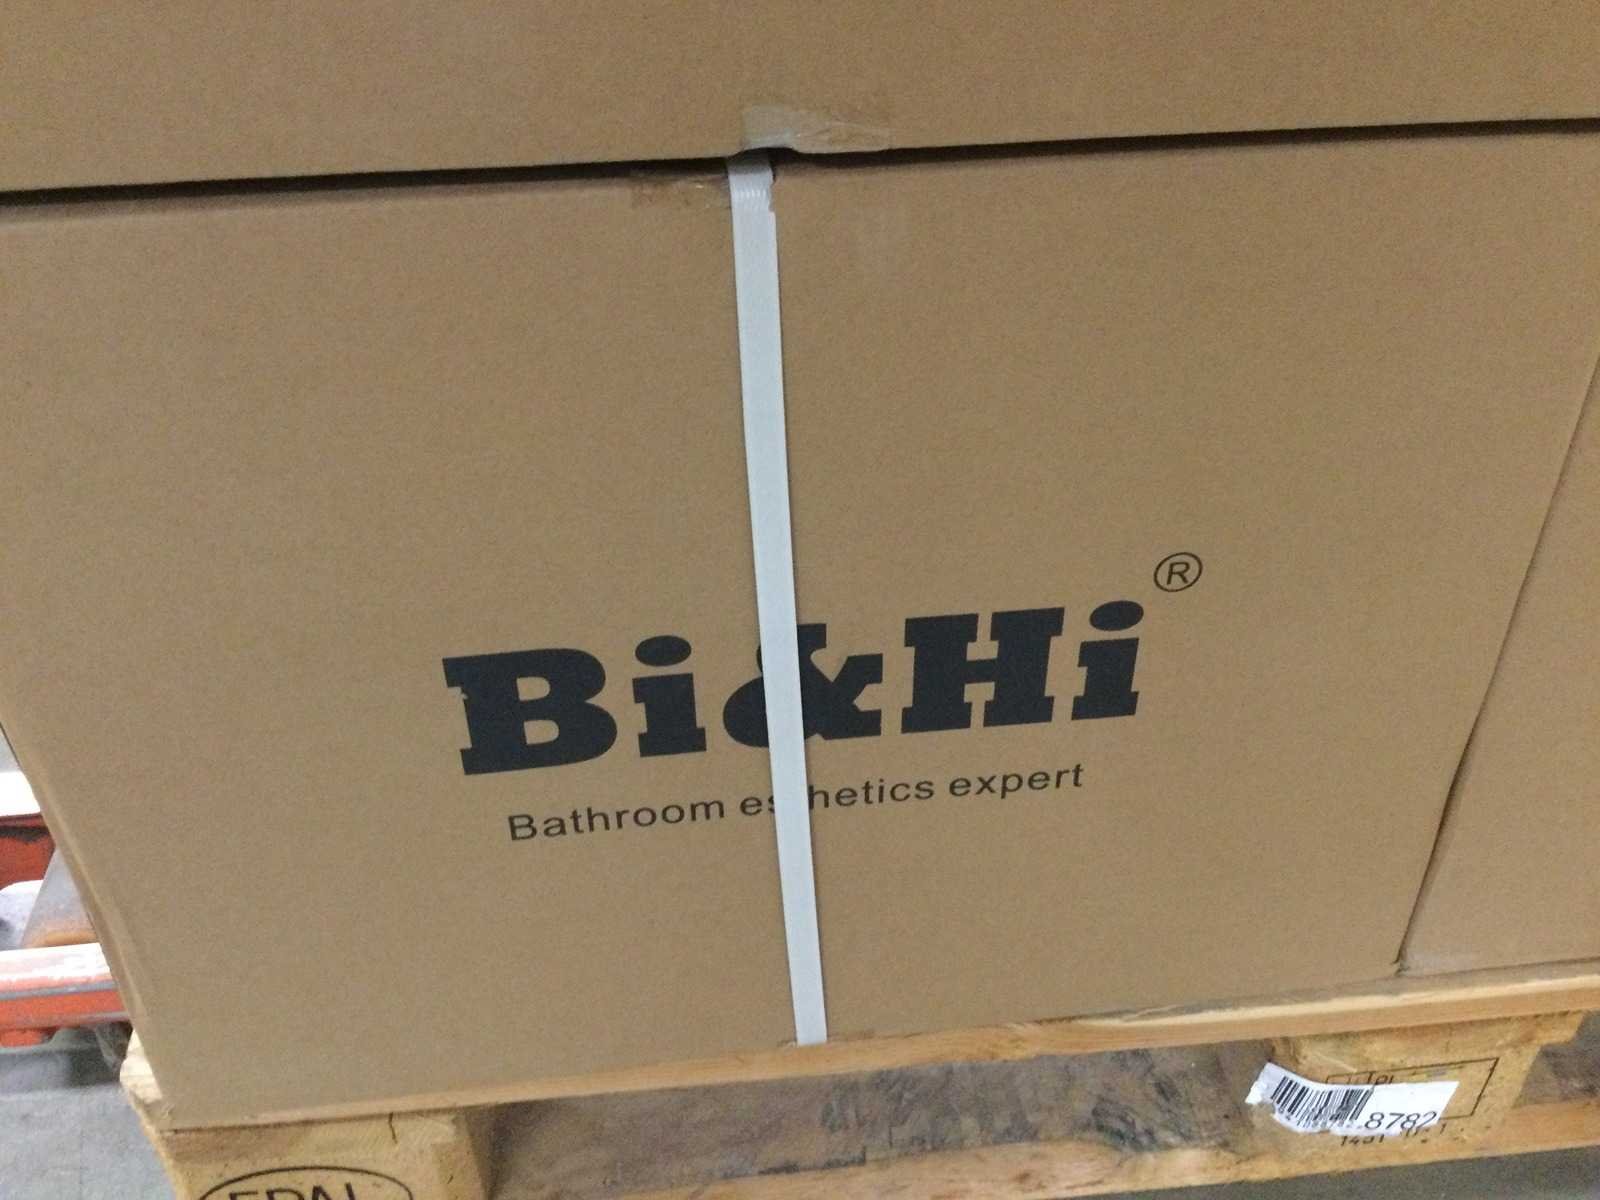 Bi&Hi®
Bathroom esthetics expert
8782
EPAL